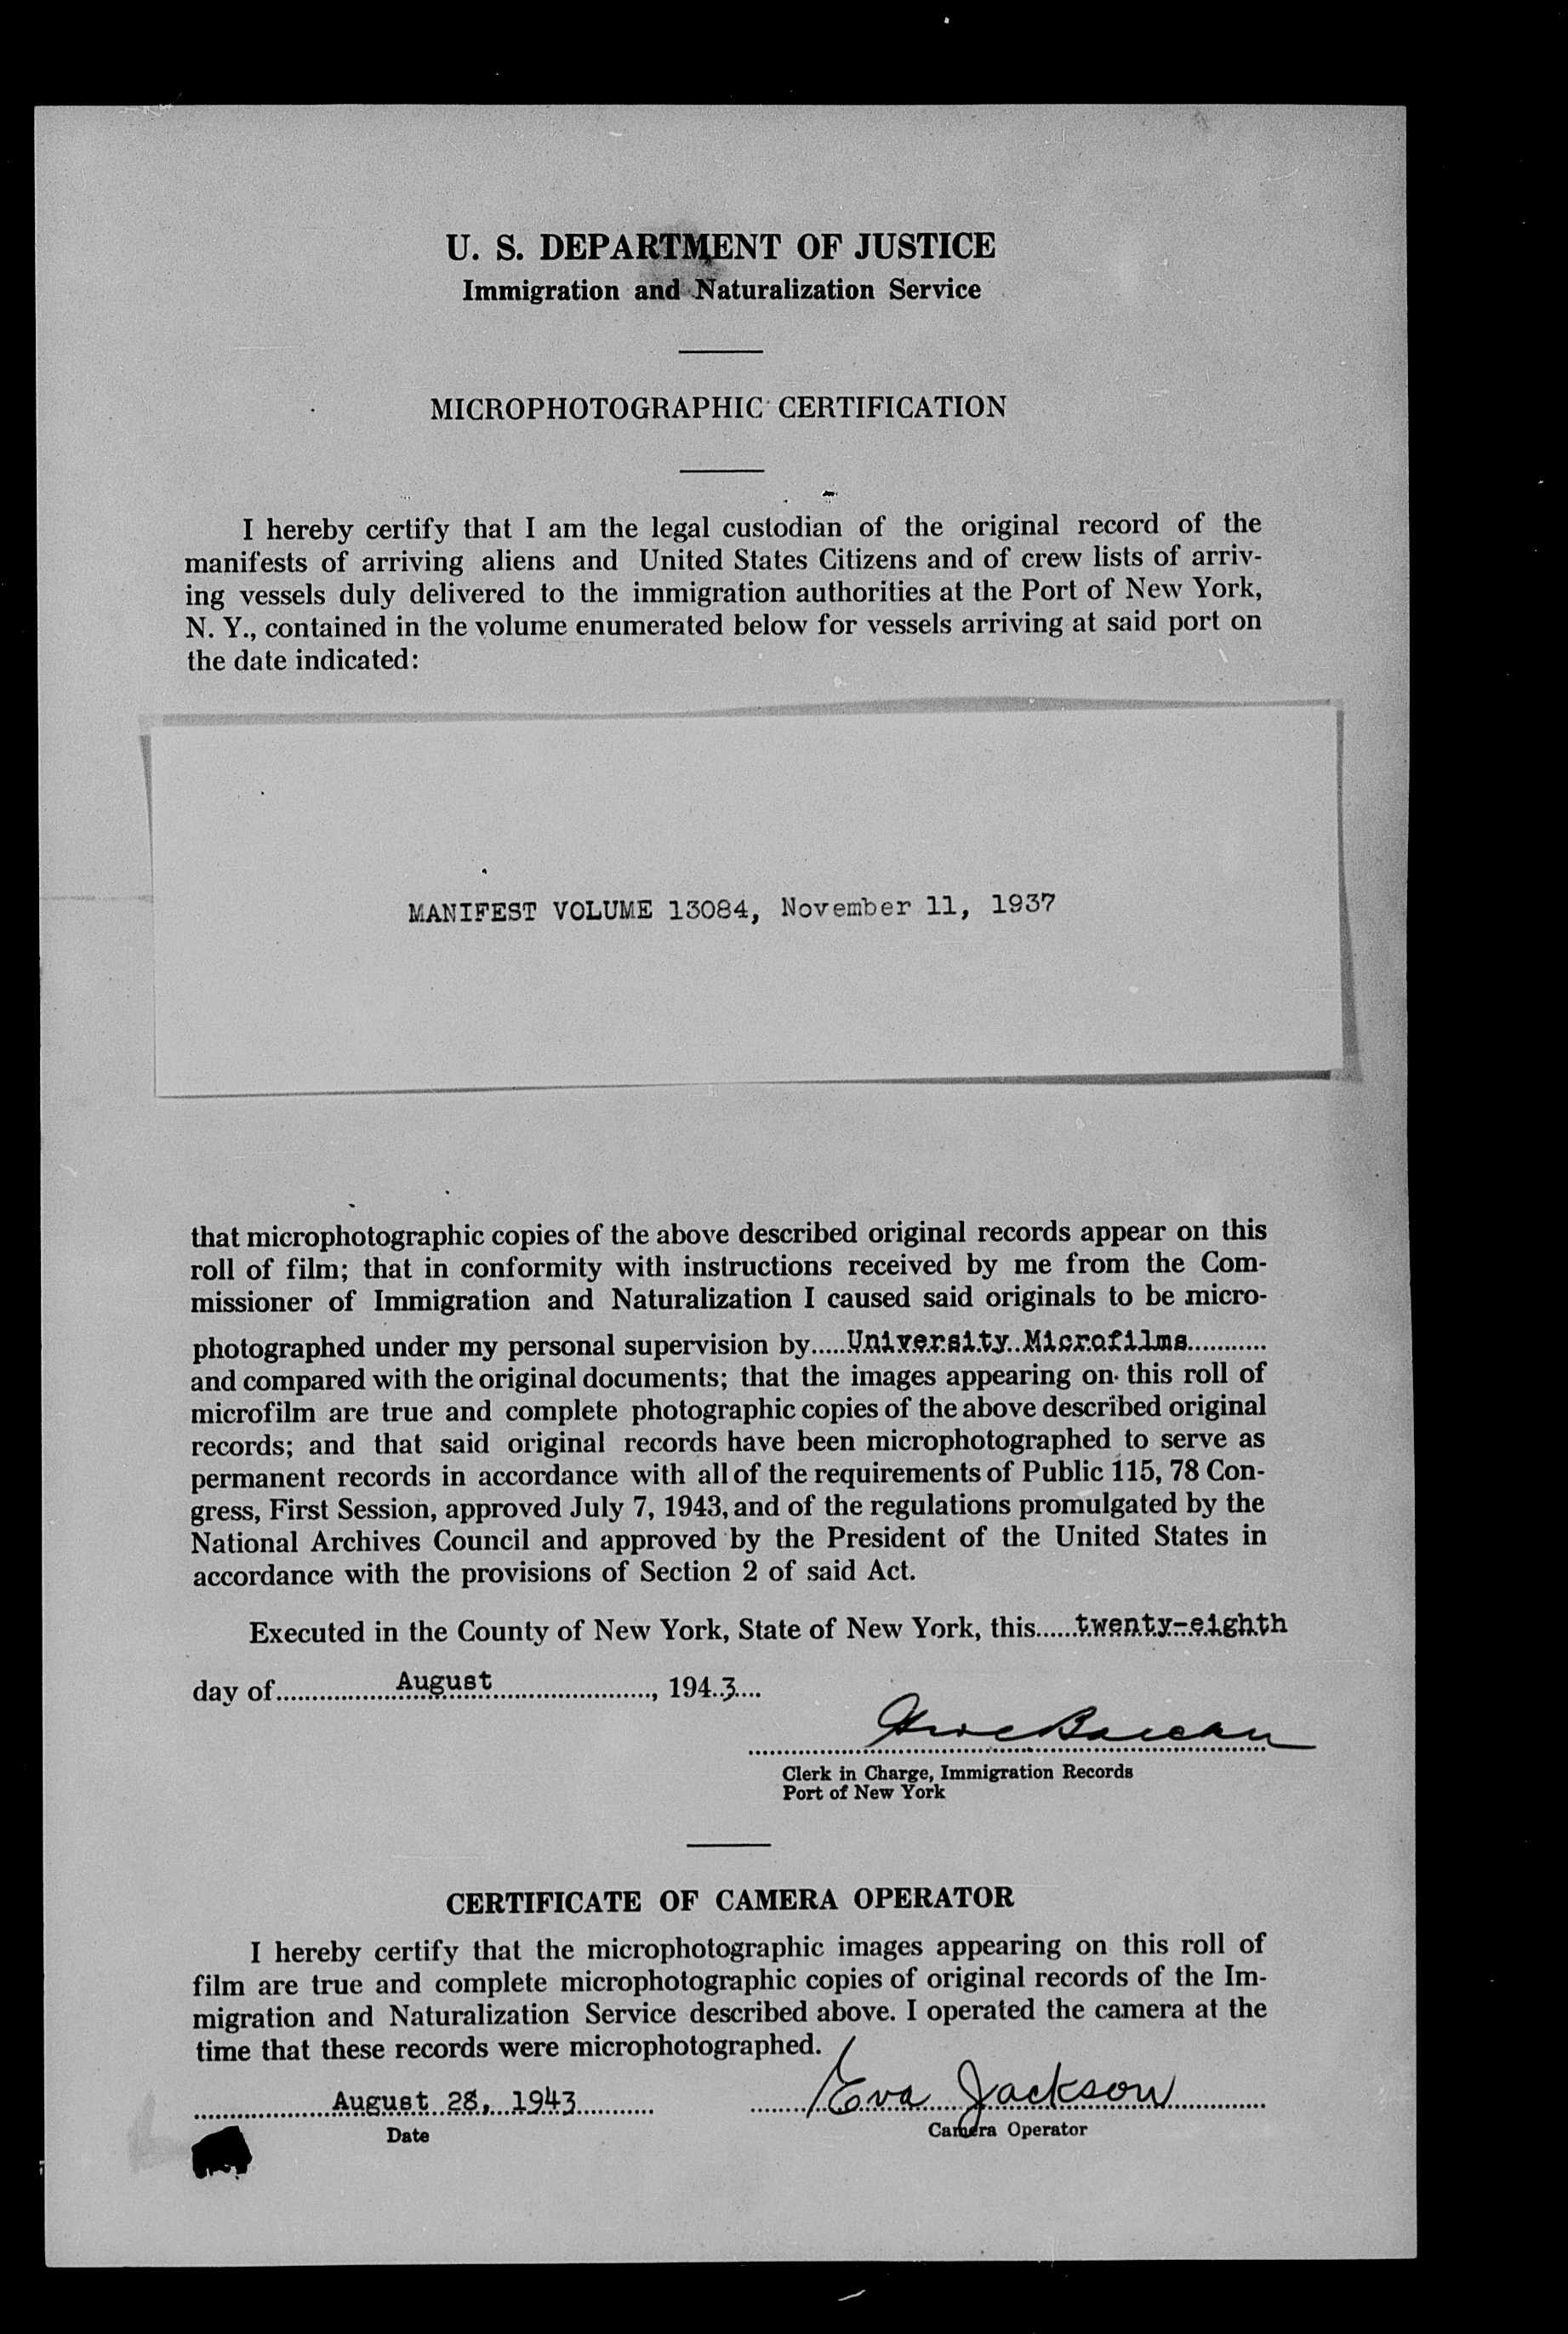 U. S. DEPARTMENT OF JUSTICE
Immigration and Naturalization Service
MICROPHOTOGRAPHIC CERTIFICATION
I hereby certify that I am the legal custodian of the original record of the
manifests of arriving aliens and United States Citizens and of crew lists of arriv-
ing vessels duly delivered to the immigration authorities at the Port of New York,
N. Y., contained in the volume enumerated below for vessels arriving at said port on
the date indicated:
MANIFEST VOLUME 13084, November 11, 1937
that microphotographic copies of the above described original records appear on this
roll of film; that in conformity with instructions received by me from the Com-
missioner of Immigration and Naturalization I caused said originals to be micro-
photographed under my personal supervision by.....University Microfilms...........
and compared with the original documents; that the images appearing on this roll of
microfilm are true and complete photographic copies of the above described original
records; and that said original records have been microphotographed to serve as
permanent records in accordance with all of the requirements of Public 115, 78 Con-
gress, First Session, approved July 7, 1943, and of the regulations promulgated by the
National Archives Council and approved by the President of the United States in
accordance with the provisions of Section 2 of said Act.
Executed in the County of New York, State of New York, this......twenty-eighth
day of.................August......................, 194..3....
Clerk in Charge, Immigration Records
Port of New York
CERTIFICATE OF CAMERA OPERATOR
I hereby certify that the microphotographic images appearing on this roll of
film are true and complete microphotographic copies of original records of the Im-
migration and Naturalization Service described above. I operated the camera at the
time that these records were microphotographed.
August 28, 1943 Eva Jackson
Date Camera Operator